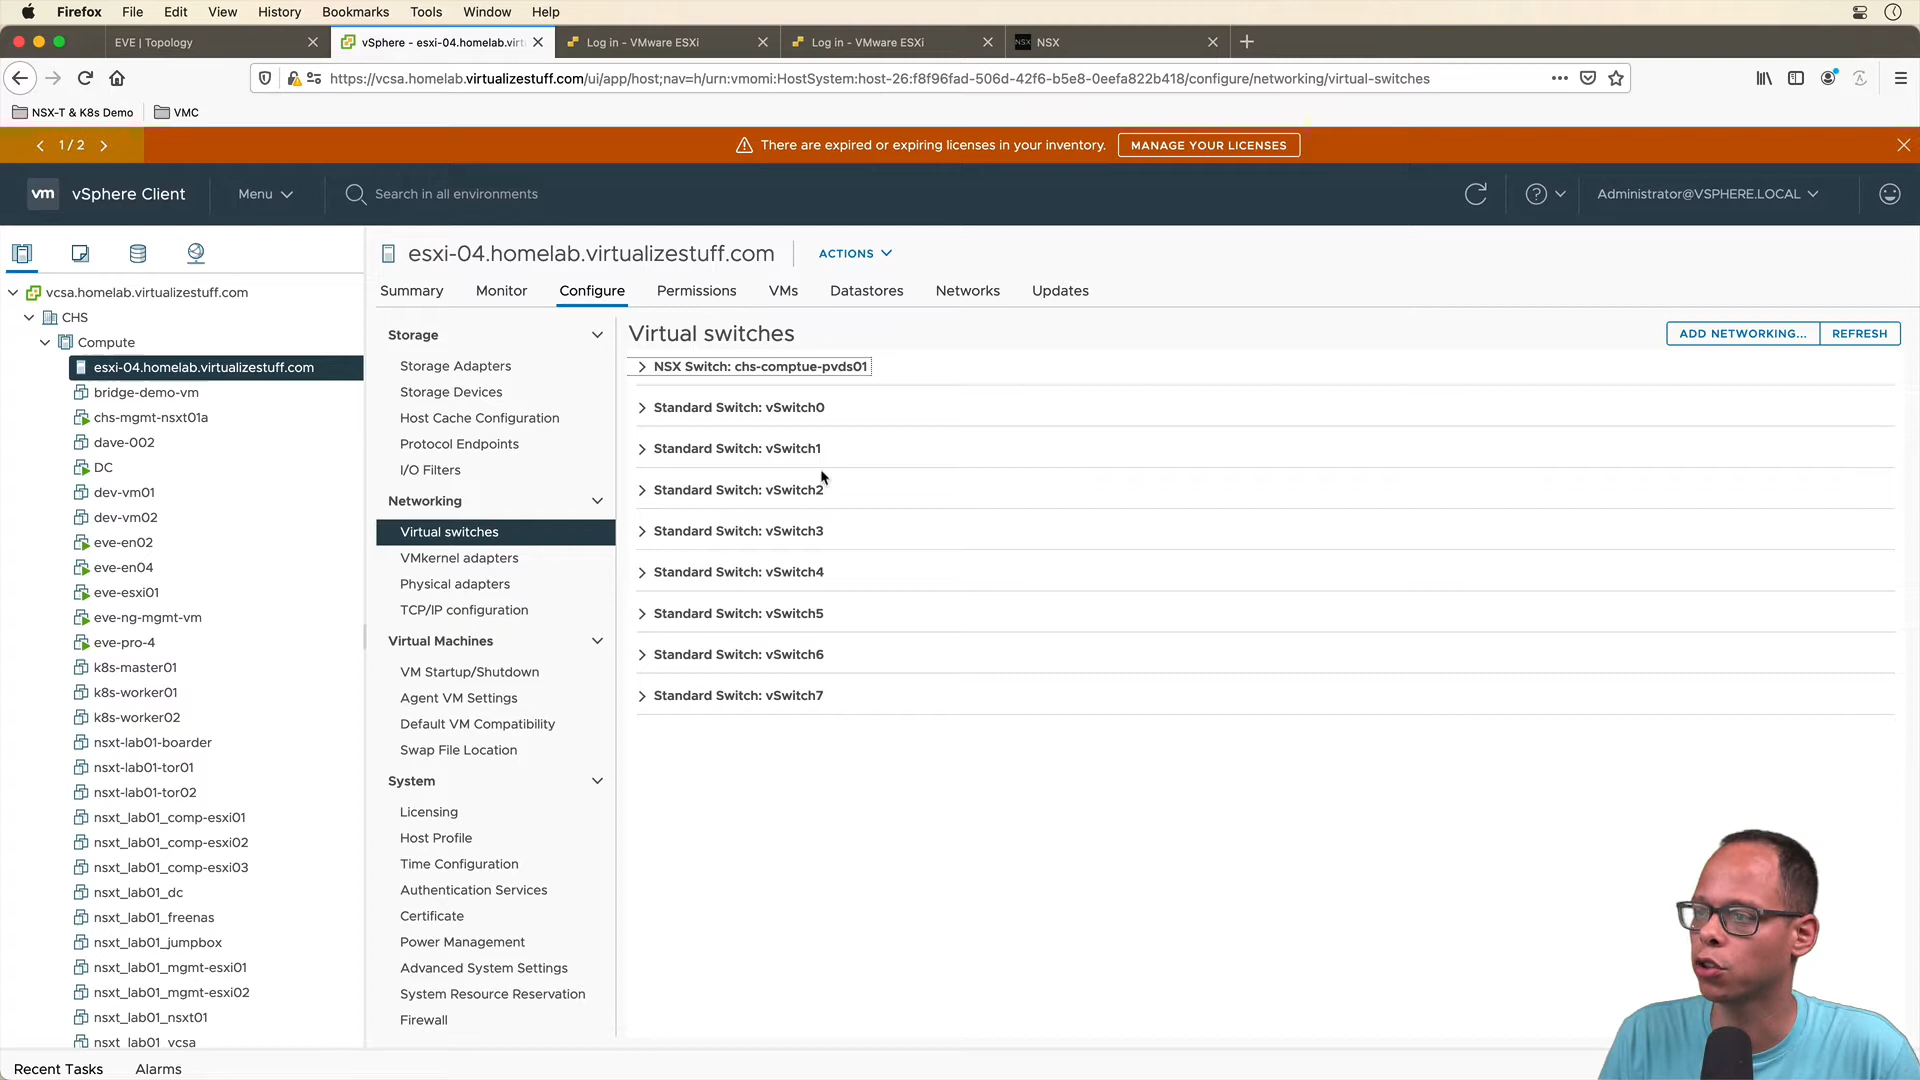 Firefox File Edit View History Bookmarks Tools Window Help
EVE | Topology
vSphere - esxi-04.homelab.virt
Log in - VMware ESXi
Log in - VMware ESXi
NSX NSX
https://vcsa.homelab.virtualizestuff.com/ui/app/host;nav=h/urn:vmomi:HostSystem:host-26:f8f96fad-506d-42f6-b5e8-0eefa822b418/configure/networking/virtual-switches
NSX-T & K8s Demo
VMC
1 / 2
There are expired or expiring licenses in your inventory.
MANAGE YOUR LICENSES
vm vSphere Client
Menu
Search in all environments
Administrator@VSPHERE.LOCAL
vcsa.homelab.virtualizestuff.com
CHS
Compute
esxi-04.homelab.virtualizestuff.com
bridge-demo-vm
chs-mgmt-nsxt01a
dave-002
DC
dev-vm01
dev-vm02
eve-en02
eve-en04
eve-esxi01
eve-ng-mgmt-vm
eve-pro-4
k8s-master01
k8s-worker01
k8s-worker02
nsxt-lab01-boarder
nsxt-lab01-tor01
nsxt-lab01-tor02
nsxt_lab01_comp-esxi01
nsxt_lab01_comp-esxi02
nsxt_lab01_comp-esxi03
nsxt_lab01_dc
nsxt_lab01_freenas
nsxt_lab01_jumpbox
nsxt_lab01_mgmt-esxi01
nsxt_lab01_mgmt-esxi02
nsxt_lab01_nsxt01
nsxt_lab01_vcsa
esxi-04.homelab.virtualizestuff.com
ACTIONS
Summary Monitor Configure Permissions VMs Datastores Networks Updates
Storage
Storage Adapters
Storage Devices
Host Cache Configuration
Protocol Endpoints
I/O Filters
Networking
Virtual switches
VMkernel adapters
Physical adapters
TCP/IP configuration
Virtual Machines
VM Startup/Shutdown
Agent VM Settings
Default VM Compatibility
Swap File Location
System
Licensing
Host Profile
Time Configuration
Authentication Services
Certificate
Power Management
Advanced System Settings
System Resource Reservation
Firewall
Virtual switches
ADD NETWORKING...
REFRESH
NSX Switch: chs-comptue-pvds01
Standard Switch: vSwitch0
Standard Switch: vSwitch1
Standard Switch: vSwitch2
Standard Switch: vSwitch3
Standard Switch: vSwitch4
Standard Switch: vSwitch5
Standard Switch: vSwitch6
Standard Switch: vSwitch7
Recent Tasks
Alarms